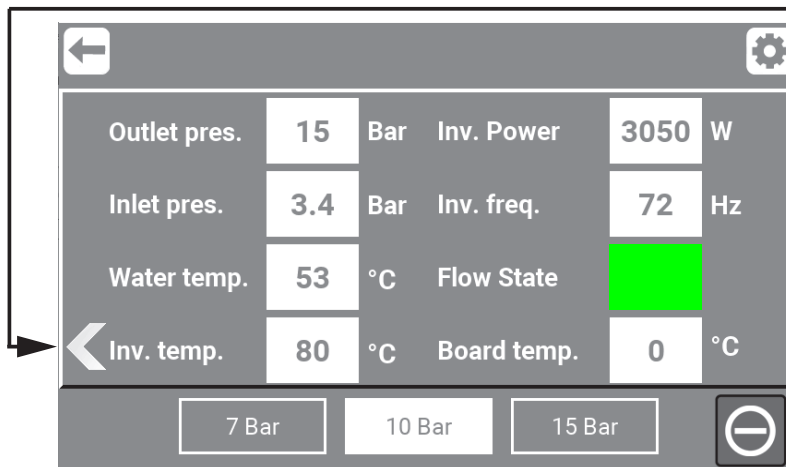 Outlet pres. 15 Bar Inv. Power 3050 W
Inlet pres. 3.4 Bar Inv. freq. 72 Hz
Water temp. 53 °C Flow State
Inv. temp. 80 °C Board temp. 0 °C
7 Bar 10 Bar 15 Bar